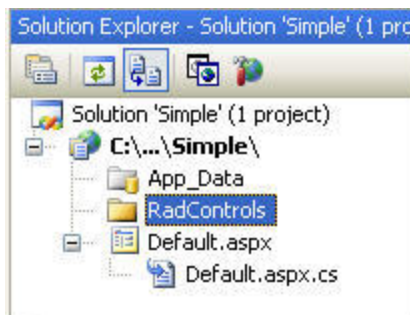 Solution Explorer - Solution 'Simple' (1 pro
Solution 'Simple' (1 project)
C:\...\Simple\
App_Data
RadControls
Default.aspx
Default.aspx.cs